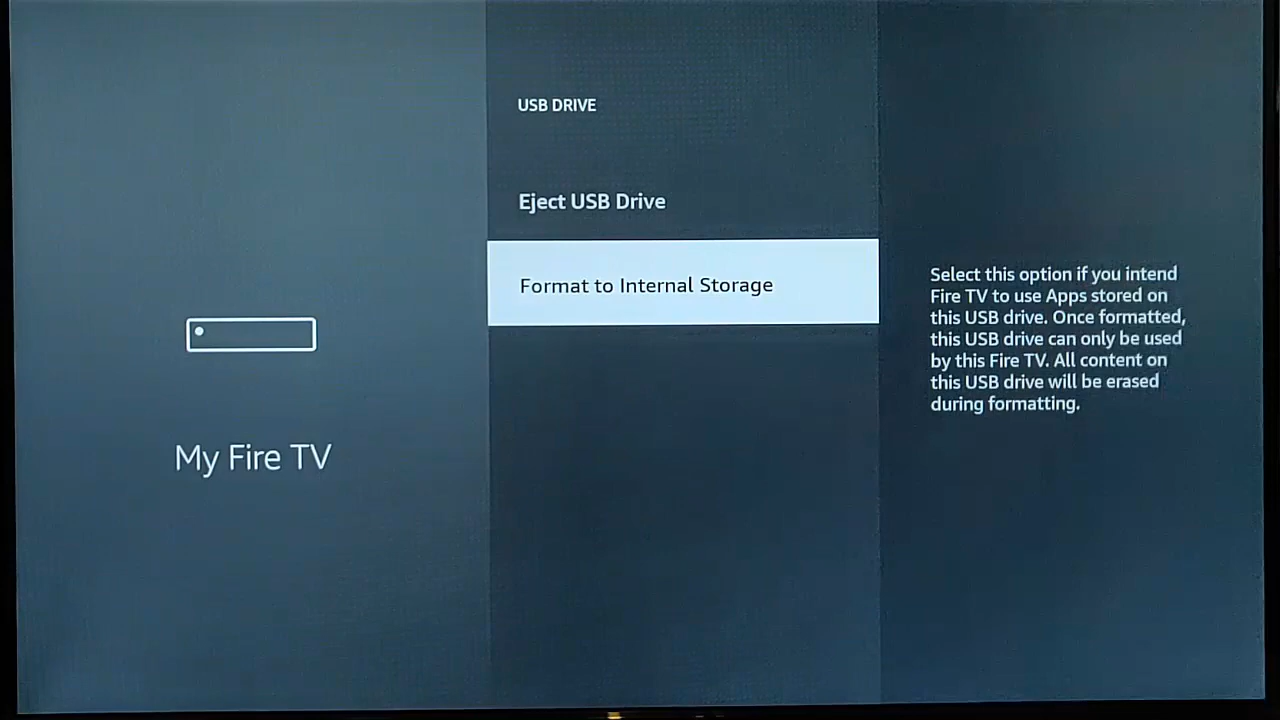 USB DRIVE
Eject USB Drive
Format to Internal Storage
My Fire TV
Select this option if you intend
Fire TV to use Apps stored on
this USB drive. Once formatted,
this USB drive can only be used
by this Fire TV. All content on
this USB drive will be erased
during formatting.